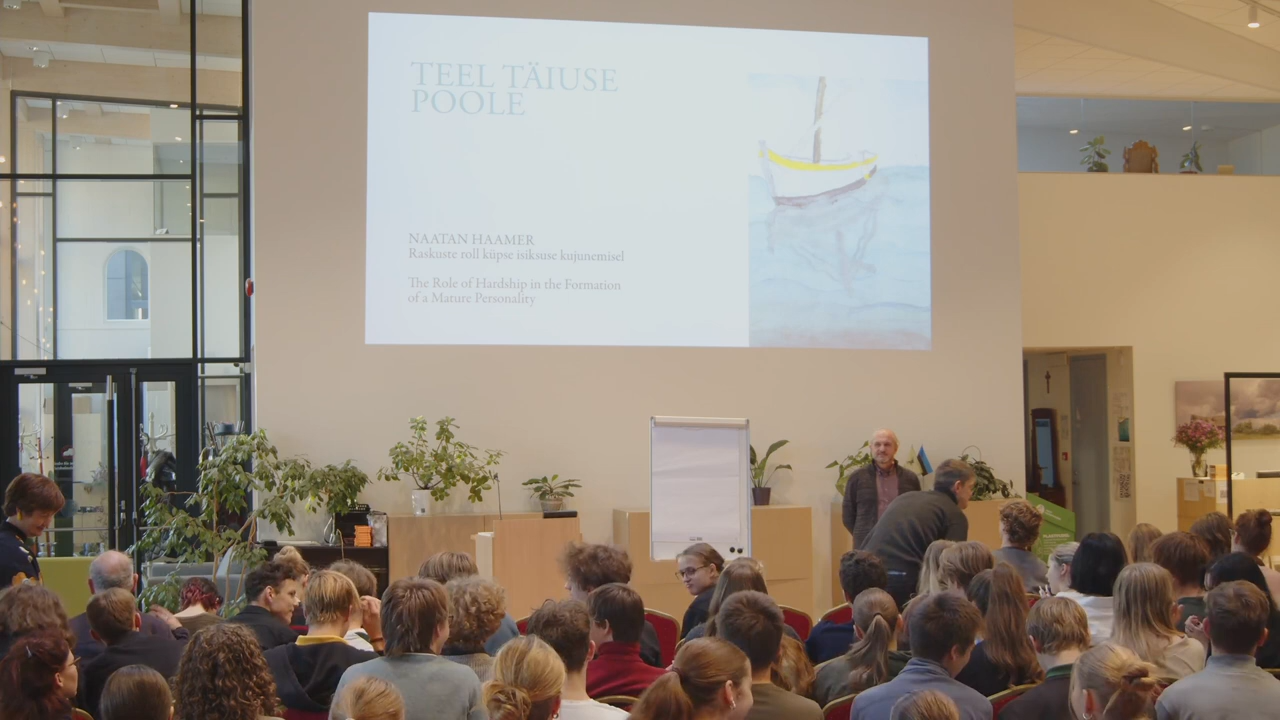 TEEL TÄIUSE
POOLE
NAATAN HAAMER
Raskuste roll küpse isiksuse kujunemisel
The Role of Hardship in the Formation
of a Mature Personality